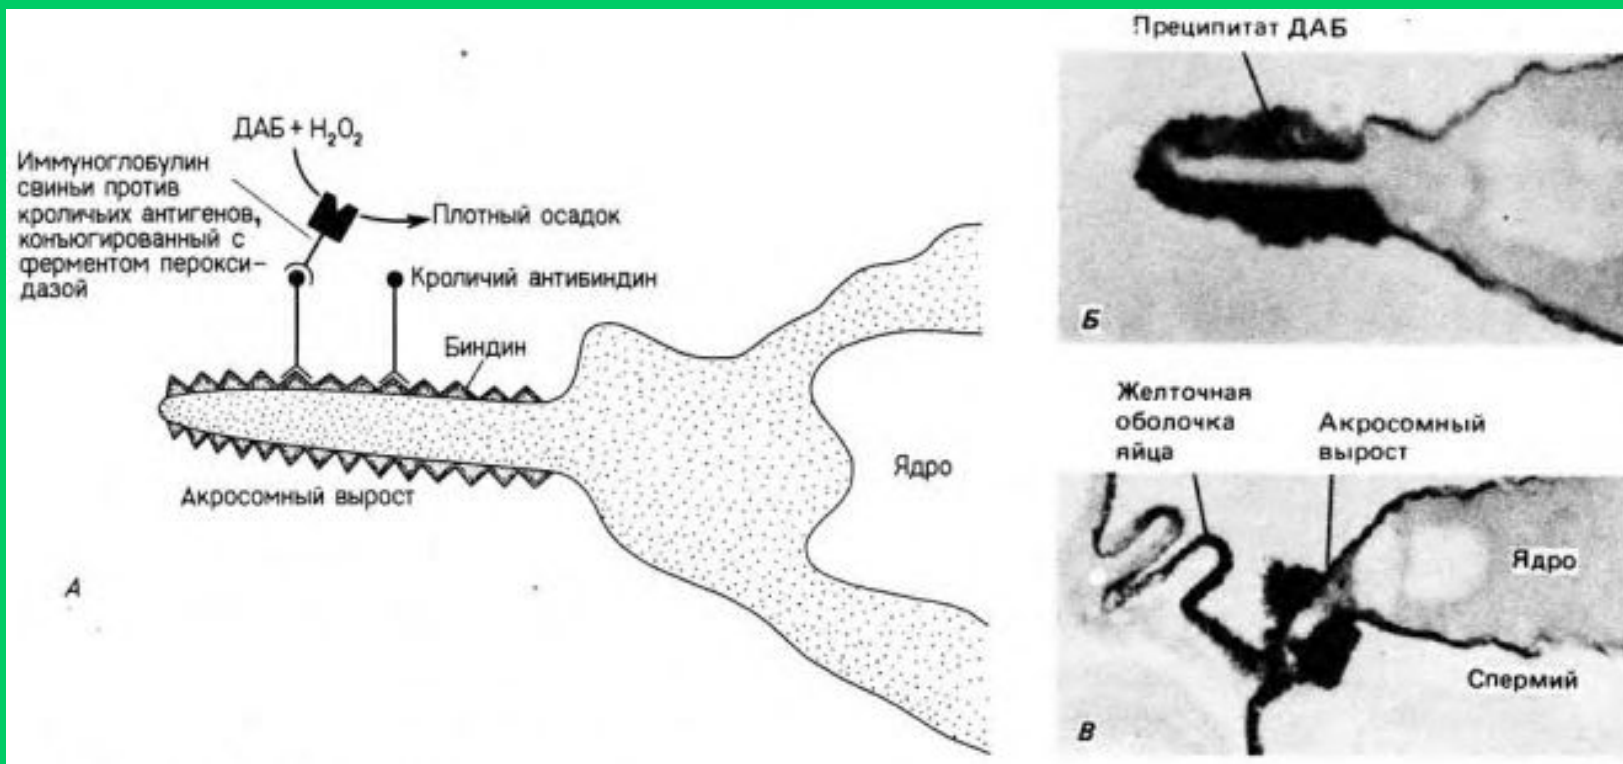 ДАБ + H₂O₂
Иммуноглобулин
свиньи против
кроличьих антигенов,
конъюгированный с
ферментом перокси-
дазой
Плотный осадок
Кроличий антибиндин
Биндин
Акросомный вырост
Ядро
А
Преципитат ДАБ
Б
Желточная
оболочка
яйца
Акросомный
вырост
Ядро
Спермий
В